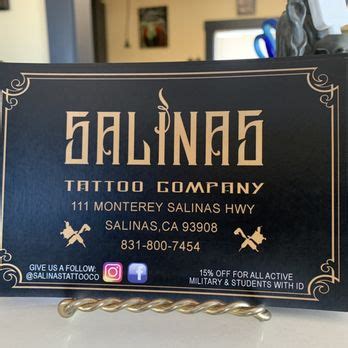 SALINAS
TATTOO COMPANY
111 MONTEREY SALINAS HWY
SALINAS,CA 93908
831-800-7454
GIVE US A FOLLOW:
@SALINASTATTOOCO
15% OFF FOR ALL ACTIVE
MILITARY & STUDENTS WITH ID